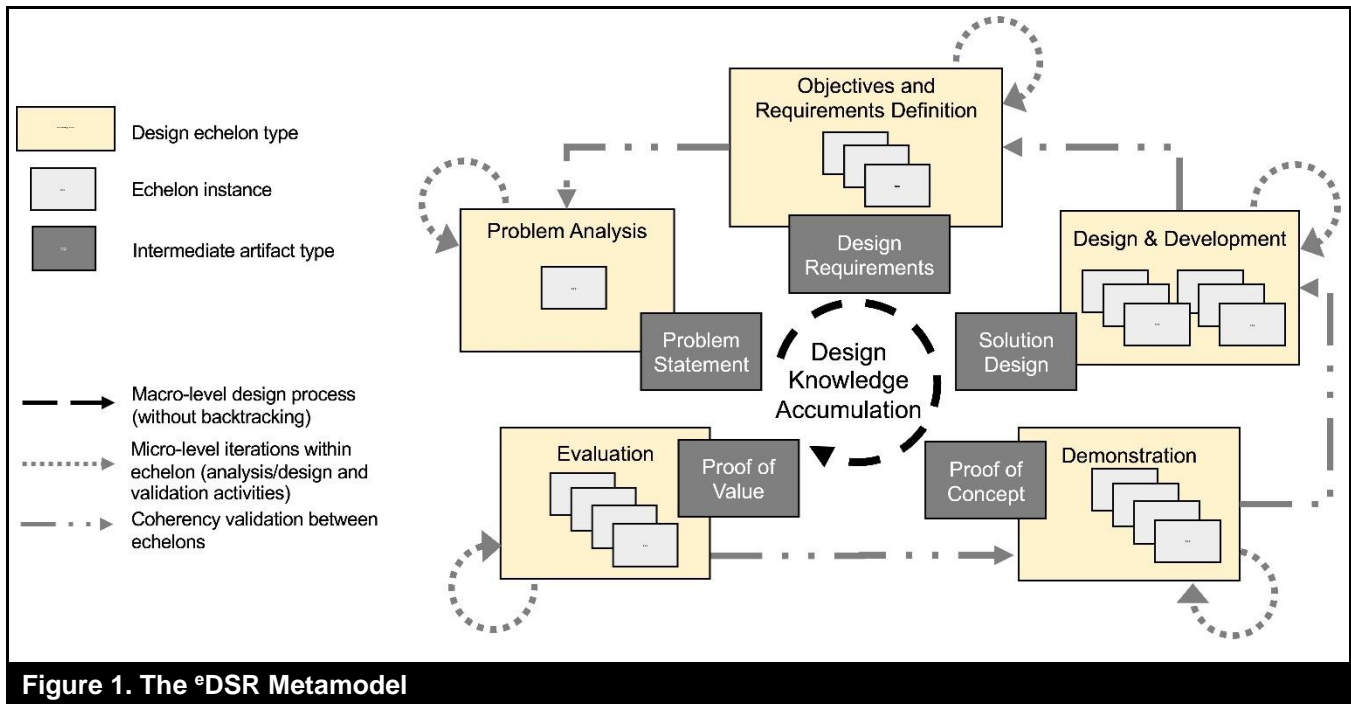 Design echelon type
Echelon instance
Intermediate artifact type
Macro-level design process
(without backtracking)
Micro-level iterations within
echelon (analysis/design and
validation activities)
Coherency validation between
echelons
Objectives and
Requirements Definition
Design
Requirements
Problem Analysis
Problem
Statement
Design & Development
Solution
Design
Design
Knowledge
Accumulation
Evaluation
Proof of
Value
Proof of
Concept
Demonstration
Figure 1. The eDSR Metamodel